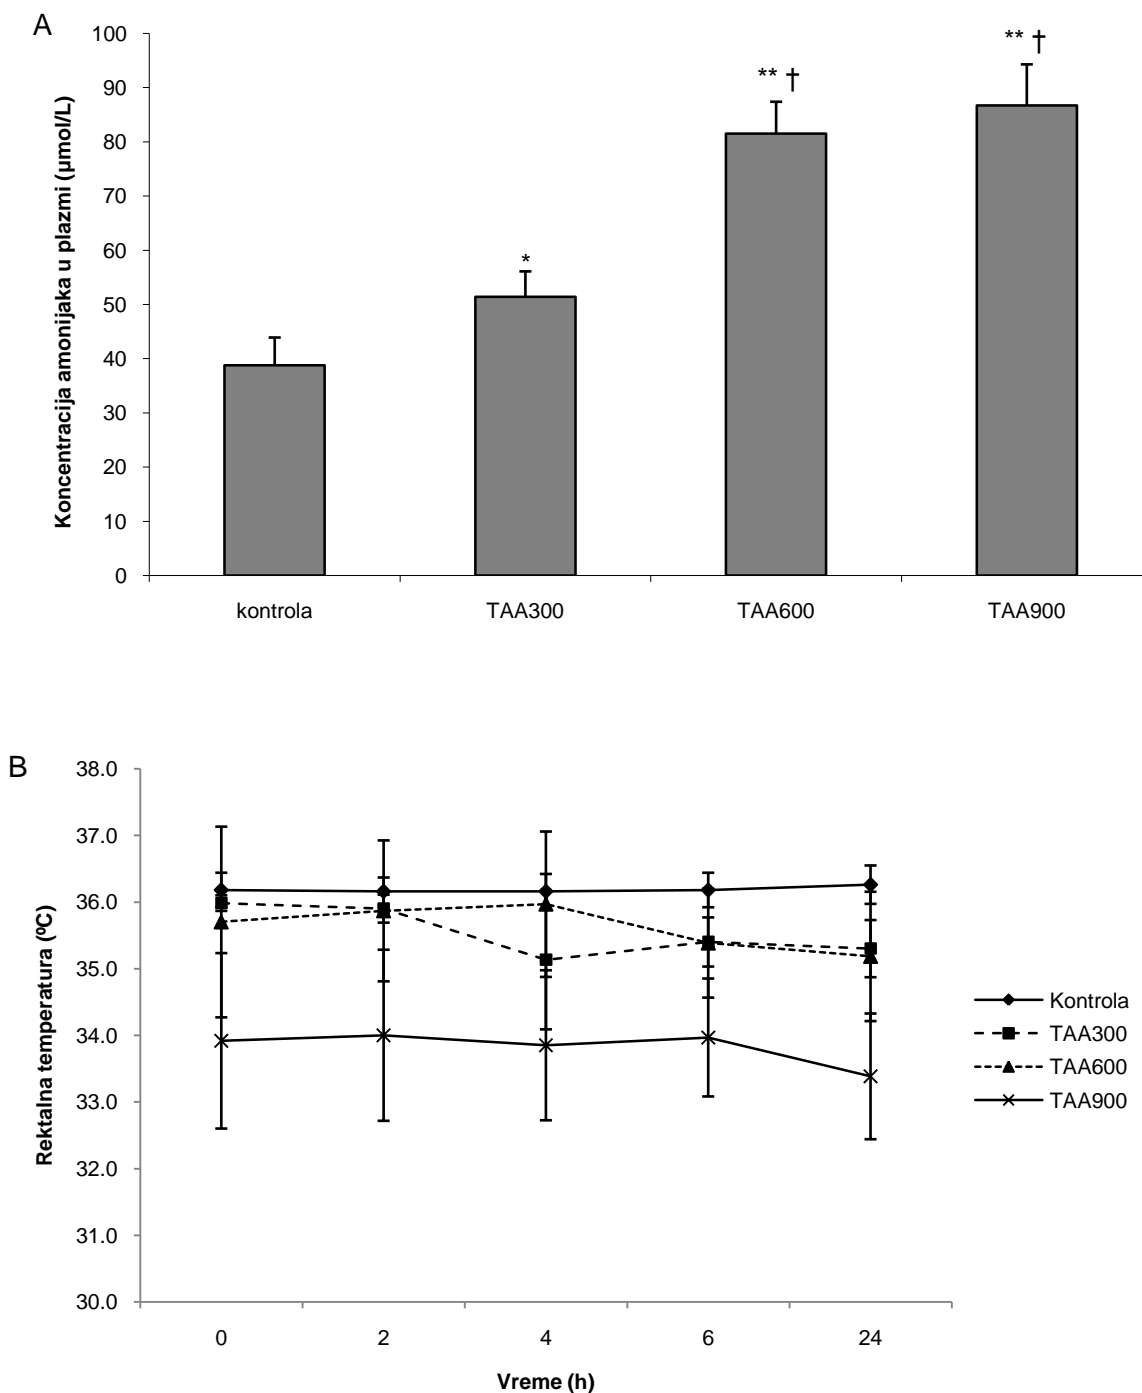 A
Koncentracija amonijaka u plazmi (µmol/L)
100
90
80
70
60
50
40
30
20
10
0
*
** †
** †
kontrola TAA300 TAA600 TAA900
B
Rektalna temperatura (ºC)
38.0
37.0
36.0
35.0
34.0
33.0
32.0
31.0
30.0
0 2 4 6 24
Vreme (h)
Kontrola
TAA300
TAA600
TAA900